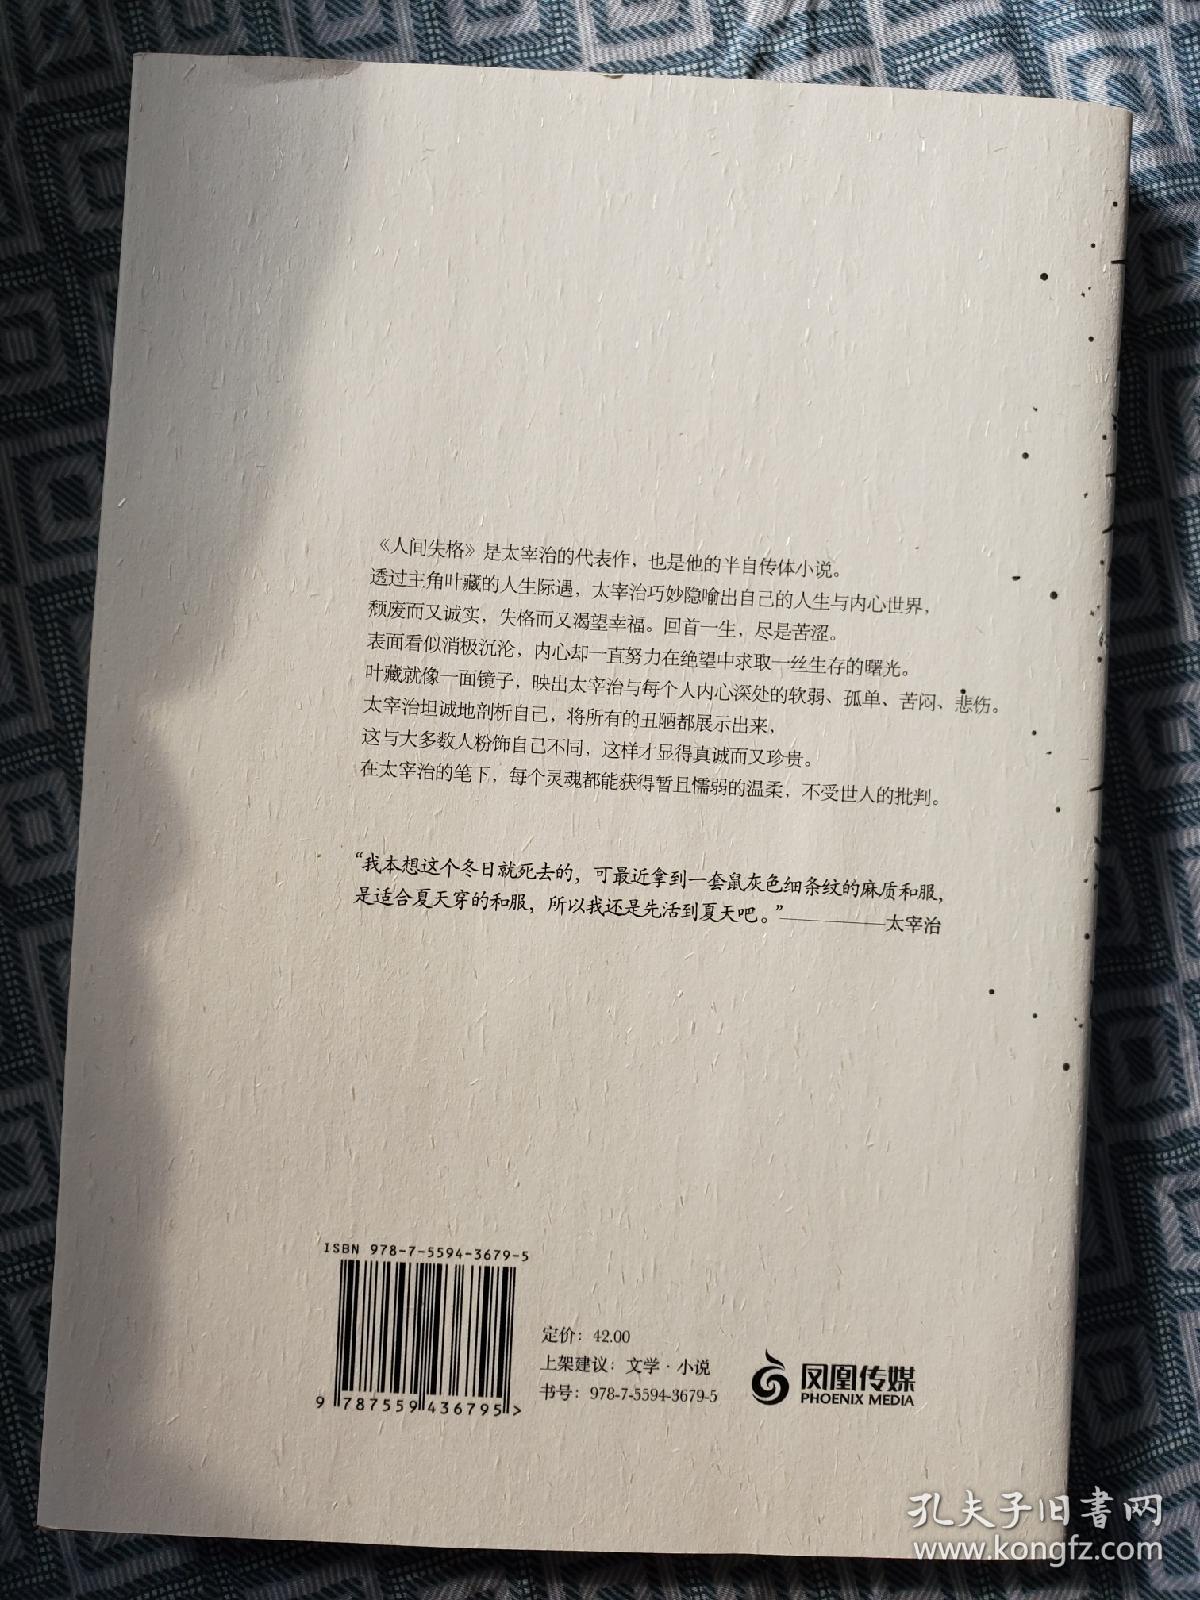 《人间失格》是太宰治的代表作，也是他的半自传体小说。
透过主角叶藏的人生际遇，太宰治巧妙隐喻出自己的人生与内心世界，
颓废而又诚实，失格而又渴望幸福。回首一生，尽是苦涩。
表面看似消极沉沦，内心却一直努力在绝望中求取一丝生存的曙光。
叶藏就像一面镜子，映出太宰治与每个人内心深处的软弱、孤单、苦闷、悲伤。
太宰治坦诚地剖析自己，将所有的丑陋都展示出来，
这与大多数人粉饰自己不同，这样才显得真诚而又珍贵。
在太宰治的笔下，每个灵魂都能获得暂且懦弱的温柔，不受世人的批判。
“我本想这个冬日就死去的，可最近拿到一套鼠灰色细条纹的麻质和服，
是适合夏天穿的和服，所以我还是先活到夏天吧。”————太宰治
ISBN 978-7-5594-3679-5
9 787559 436795>
定价：42.00
上架建议：文学·小说
书号：978-7-5594-3679-5
凤凰传媒
PHOENIX MEDIA
孔夫子旧书网
www.kongfz.com